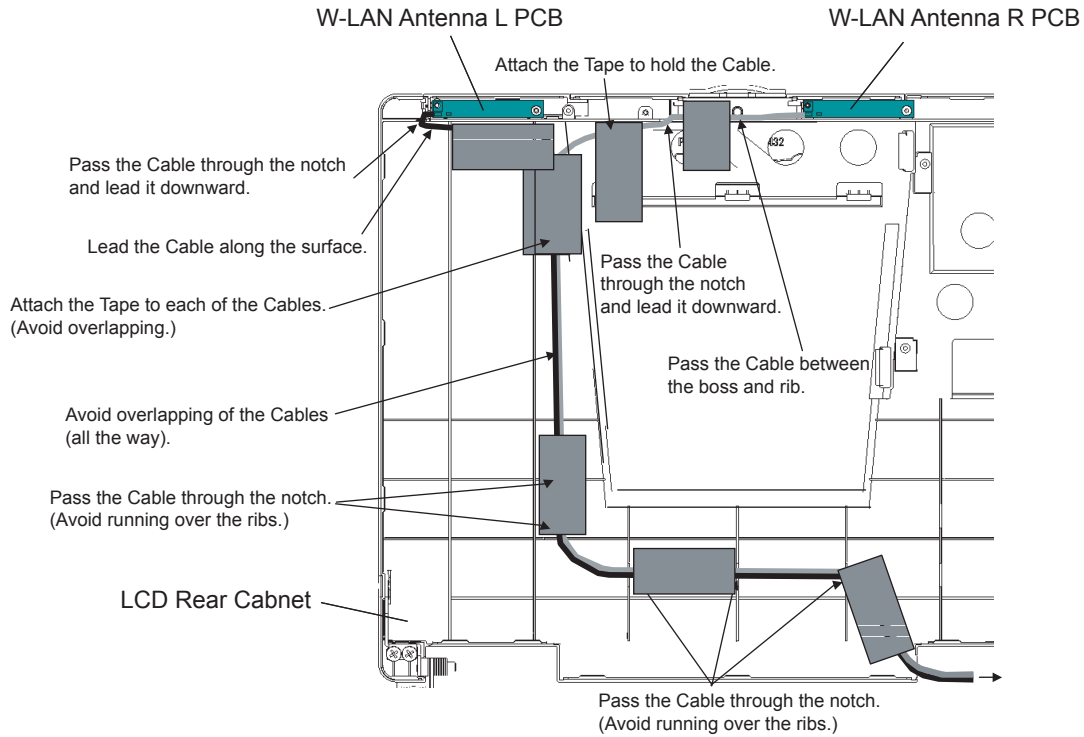 W-LAN Antenna L PCB
W-LAN Antenna R PCB
Attach the Tape to hold the Cable.
Pass the Cable through the notch
and lead it downward.
Lead the Cable along the surface.
Pass the Cable
through the notch
and lead it downward.
Attach the Tape to each of the Cables.
(Avoid overlapping.)
Pass the Cable between
the boss and rib.
Avoid overlapping of the Cables
(all the way).
Pass the Cable through the notch.
(Avoid running over the ribs.)
LCD Rear Cabnet
Pass the Cable through the notch.
(Avoid running over the ribs.)